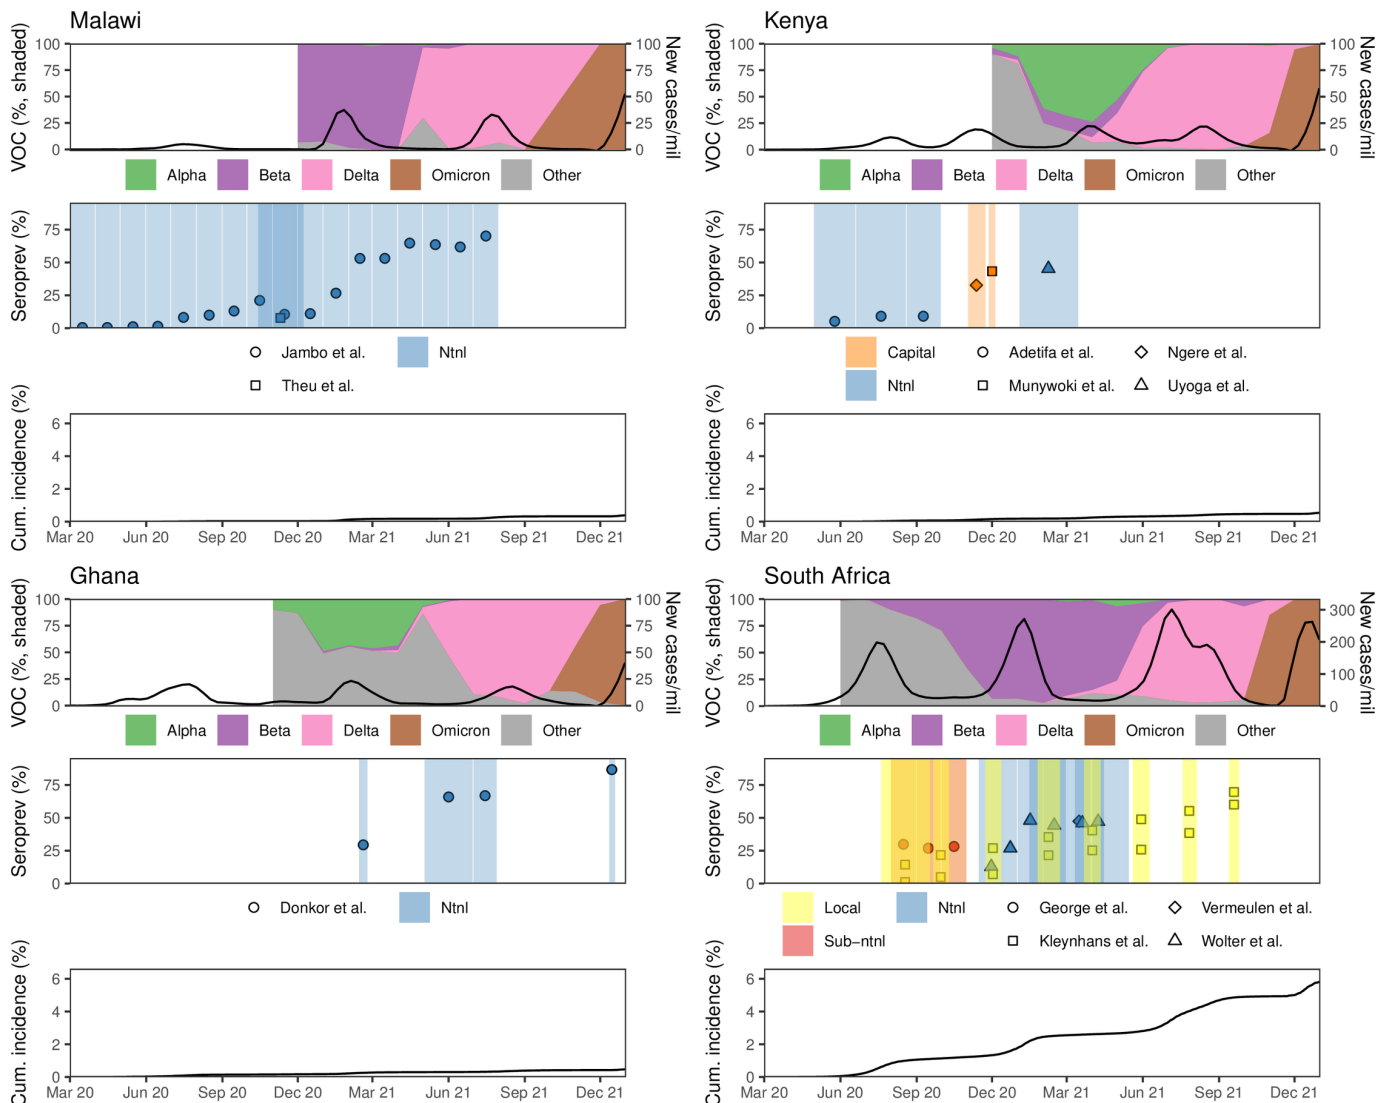 Malawi
VOC (%, shaded)
100
75
50
25
0
100
75
50
25
0
New cases/mil
Alpha
Beta
Delta
Omicron
Other
Seroprev (%)
75
50
25
0
Jambo et al.
Ntnl
Theu et al.
Cum. incidence (%)
6
4
2
0
Mar 20
Jun 20
Sep 20
Dec 20
Mar 21
Jun 21
Sep 21
Dec 21
Kenya
VOC (%, shaded)
100
75
50
25
0
100
75
50
25
0
New cases/mil
Alpha
Beta
Delta
Omicron
Other
Seroprev (%)
75
50
25
0
Capital
Adetifa et al.
Ngere et al.
Ntnl
Munywoki et al.
Uyoga et al.
Cum. incidence (%)
6
4
2
0
Mar 20
Jun 20
Sep 20
Dec 20
Mar 21
Jun 21
Sep 21
Dec 21
Ghana
VOC (%, shaded)
100
75
50
25
0
100
75
50
25
0
New cases/mil
Alpha
Beta
Delta
Omicron
Other
Seroprev (%)
75
50
25
0
Donkor et al.
Ntnl
Cum. incidence (%)
6
4
2
0
Mar 20
Jun 20
Sep 20
Dec 20
Mar 21
Jun 21
Sep 21
Dec 21
South Africa
VOC (%, shaded)
100
75
50
25
0
300
200
100
0
New cases/mil
Alpha
Beta
Delta
Omicron
Other
Seroprev (%)
75
50
25
0
Local
Ntnl
George et al.
Vermeulen et al.
Sub−ntnl
Kleynhans et al.
Wolter et al.
Cum. incidence (%)
6
4
2
0
Mar 20
Jun 20
Sep 20
Dec 20
Mar 21
Jun 21
Sep 21
Dec 21